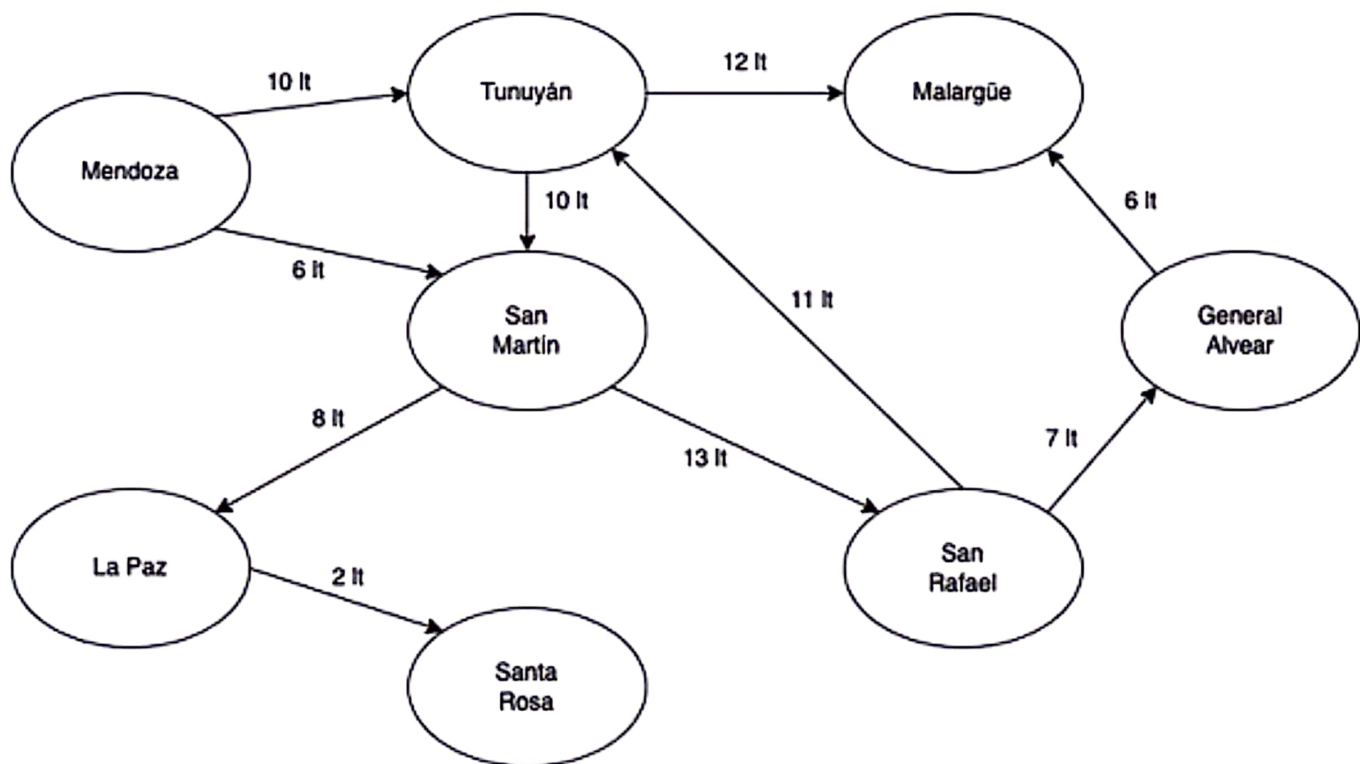 10 lt
Tunuyán
12 lt
Malargüe
Mendoza
10 lt
6 lt
6 lt
11 lt
San
Martín
General
Alvear
8 lt
13 lt
7 lt
La Paz
2 lt
San
Rafael
Santa
Rosa